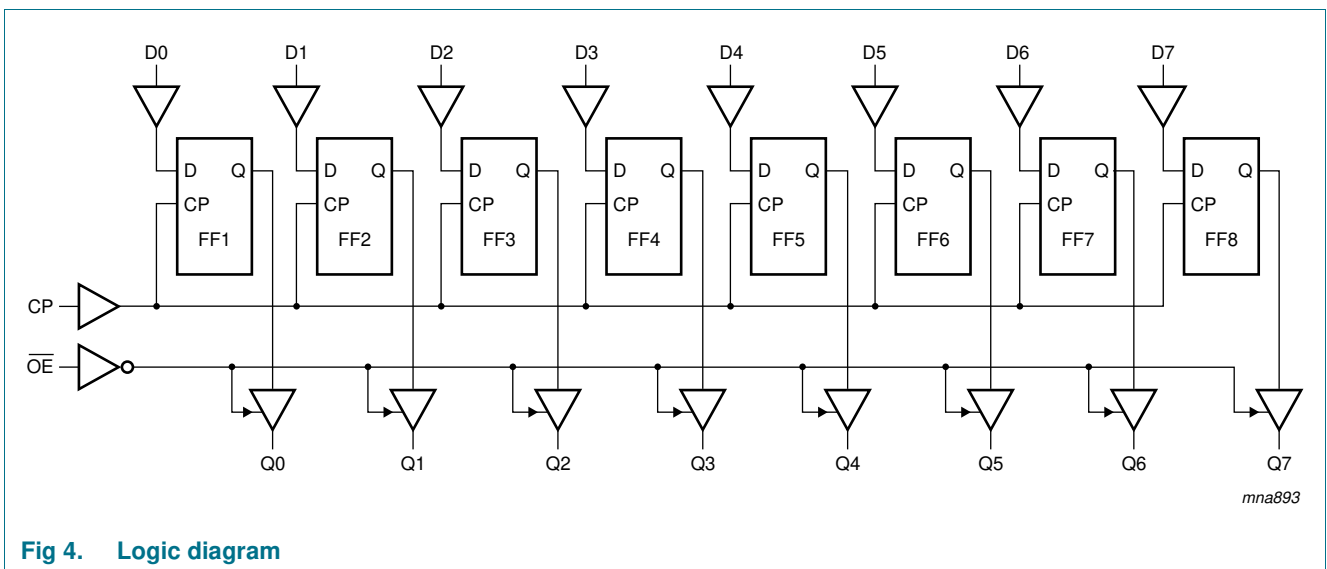 D0 D1 D2 D3 D4 D5 D6 D7
D Q D Q D Q D Q D Q D Q D Q D Q
CP CP CP CP CP CP CP CP
FF1 FF2 FF3 FF4 FF5 FF6 FF7 FF8
CP
O̅E̅
Q0 Q1 Q2 Q3 Q4 Q5 Q6 Q7
mna893
Fig 4. Logic diagram